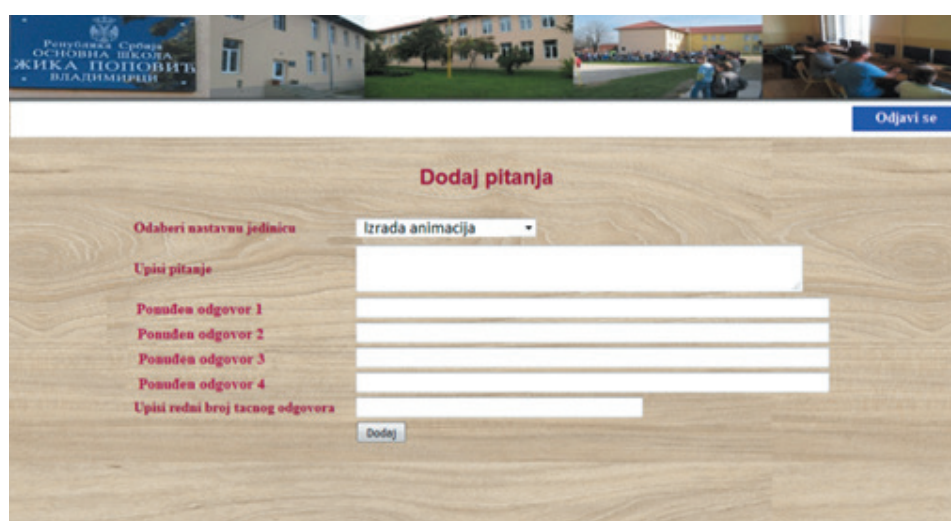 Република Србија
ОСНОВНА ШКОЛА
ЖИКА ПОПОВИЋ
ВЛАДИМИРЦИ
Odjavi se
Dodaj pitanja
Odaberi nastavnu jedinicu
Izrada animacija
Upisi pitanje
Ponuđen odgovor 1
Ponuđen odgovor 2
Ponuđen odgovor 3
Ponuđen odgovor 4
Upisi redni broj tacnog odgovora
Dodaj